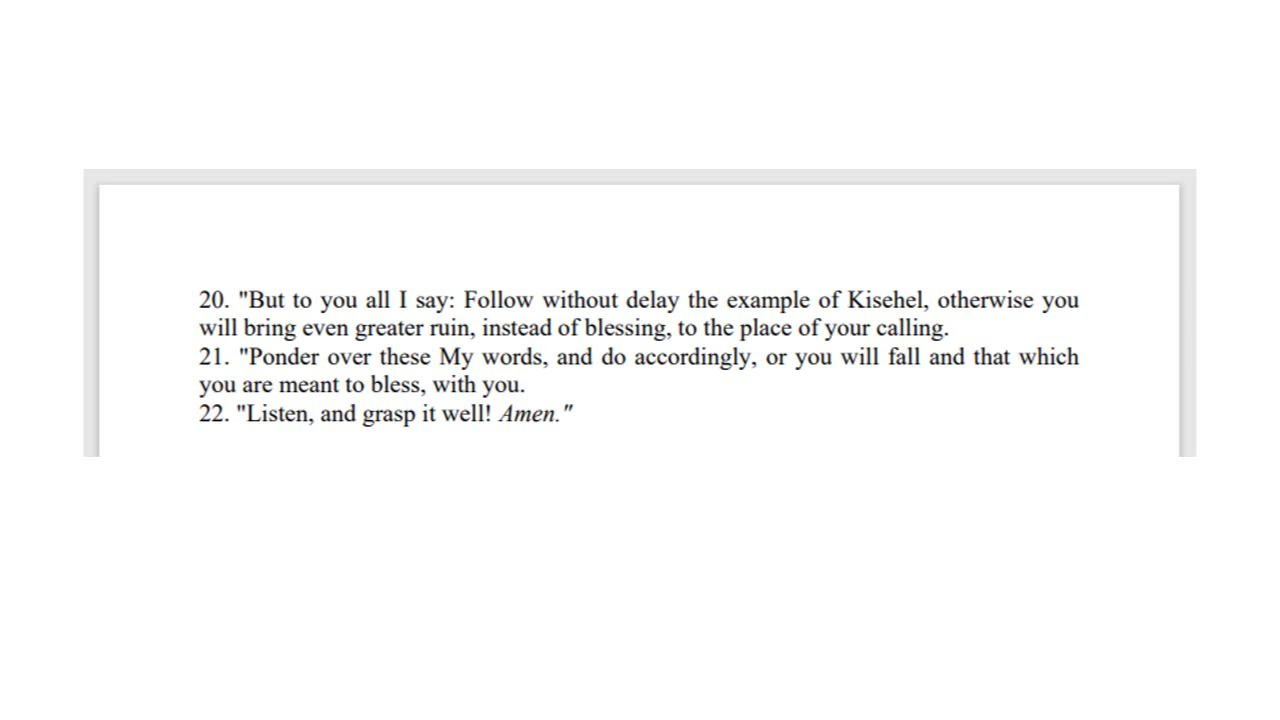 20. "But to you all I say: Follow without delay the example of Kisehel, otherwise you
will bring even greater ruin, instead of blessing, to the place of your calling.
21. "Ponder over these My words, and do accordingly, or you will fall and that which
you are meant to bless, with you.
22. "Listen, and grasp it well! Amen."